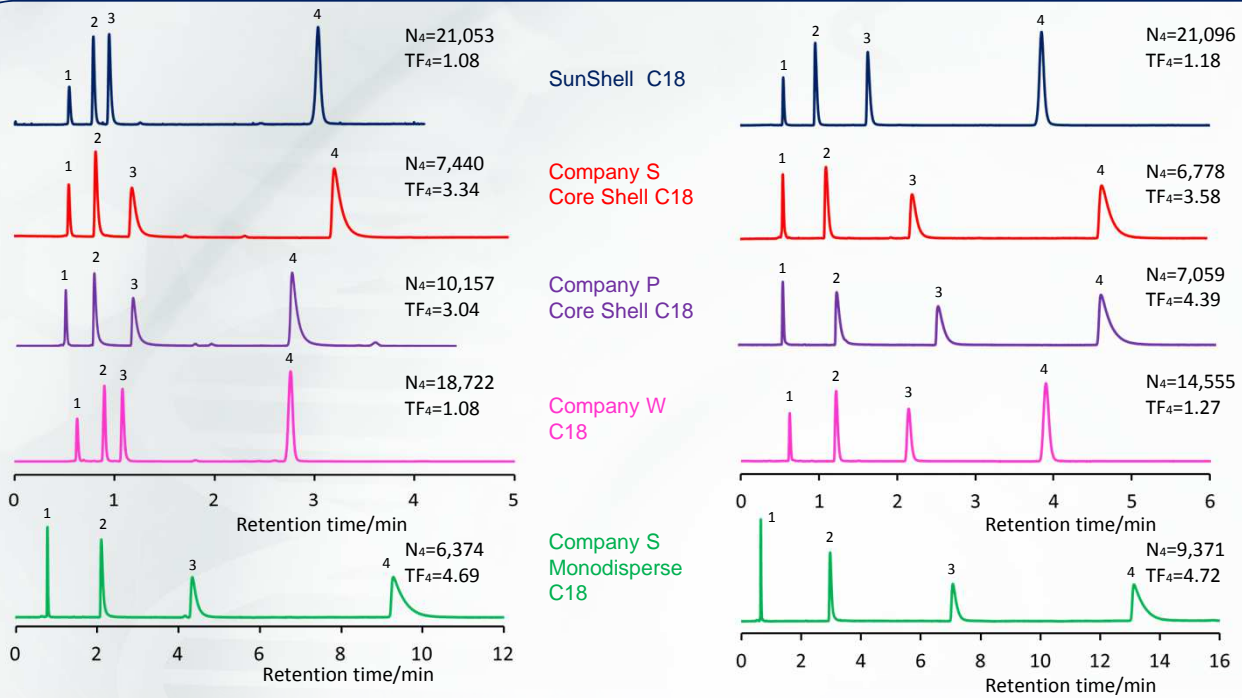 1
2
3
4
N₄=21,053
TF₄=1.08
SunShell C18
1
2
3
4
N₄=21,096
TF₄=1.18
1
2
3
4
N₄=7,440
TF₄=3.34
Company S
Core Shell C18
1
2
3
4
N₄=6,778
TF₄=3.58
1
2
3
4
N₄=10,157
TF₄=3.04
Company P
Core Shell C18
1
2
3
4
N₄=7,059
TF₄=4.39
1
2
3
4
N₄=18,722
TF₄=1.08
Company W
C18
1
2
3
4
N₄=14,555
TF₄=1.27
0 1 2 3 4 5
Retention time/min
0 1 2 3 4 5 6
Retention time/min
1
2
3
4
N₄=6,374
TF₄=4.69
Company S
Monodisperse
C18
1
2
3
4
N₄=9,371
TF₄=4.72
0 2 4 6 8 10 12
Retention time/min
0 2 4 6 8 10 12 14 16
Retention time/min